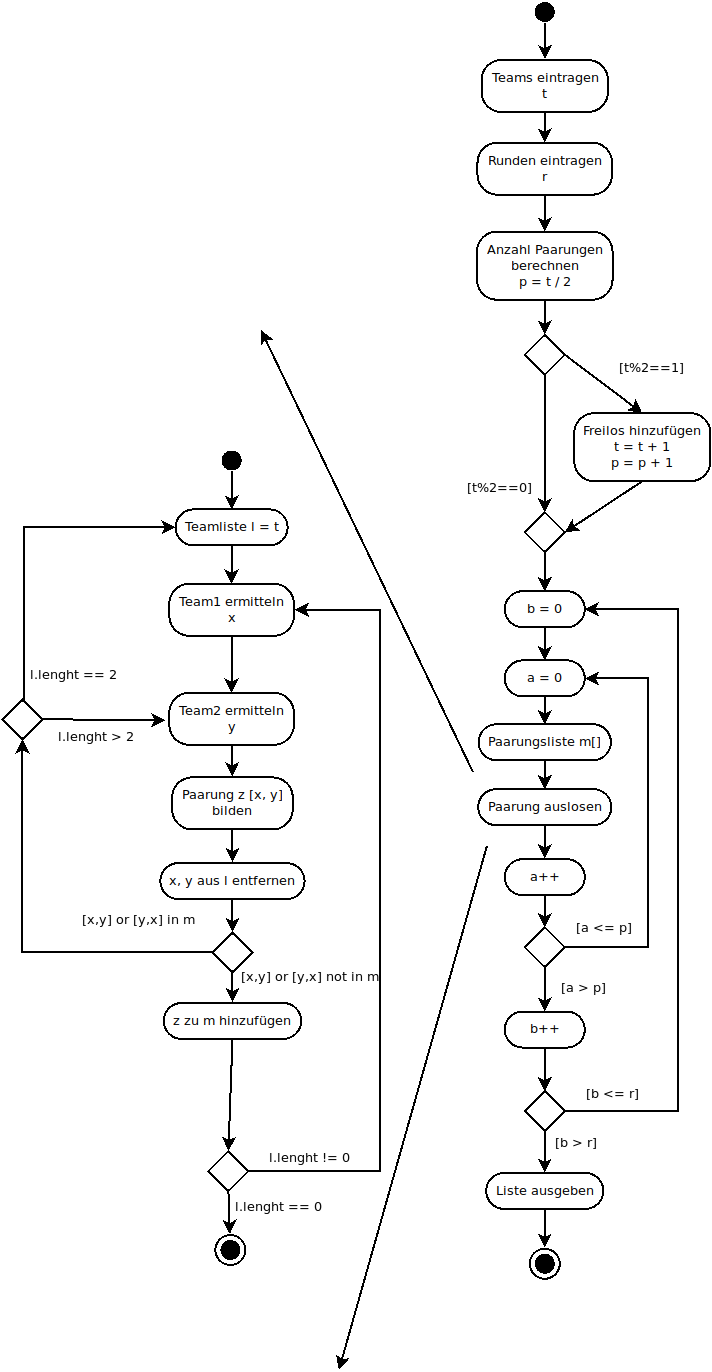 Teams eintragen
t
Runden eintragen
r
Anzahl Paarungen
berechnen
p = t / 2
[t%2==1]
Freilos hinzufügen
t = t + 1
p = p + 1
[t%2==0]
b = 0
a = 0
Paarungsliste m[]
Paarung auslosen
a++
[a <= p]
[a > p]
b++
[b <= r]
[b > r]
Liste ausgeben
Teamliste l = t
Team1 ermitteln
x
l.lenght == 2
Team2 ermitteln
y
l.lenght > 2
Paarung z [x, y]
bilden
x, y aus l entfernen
[x,y] or [y,x] in m
[x,y] or [y,x] not in m
z zu m hinzufügen
l.lenght != 0
l.lenght == 0